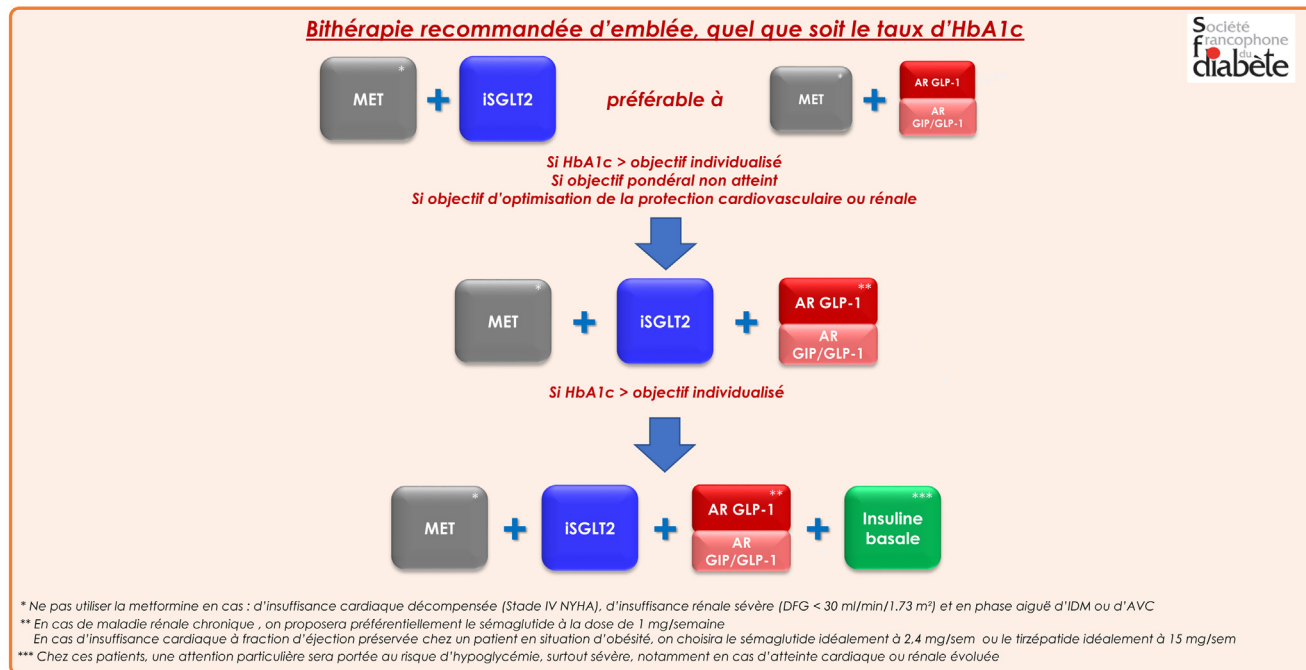 Bithérapie recommandée d'emblée, quel que soit le taux d'HbA1c
Société
francophone
du
diabète
MET *
+
iSGLT2
préférable à
MET *
+
AR GLP-1
AR
GIP/GLP-1
Si HbA1c > objectif individualisé
Si objectif pondéral non atteint
Si objectif d'optimisation de la protection cardiovasculaire ou rénale
MET *
+
iSGLT2
+
AR GLP-1 **
AR
GIP/GLP-1
Si HbA1c > objectif individualisé
MET *
+
iSGLT2
+
AR GLP-1 **
AR
GIP/GLP-1
+
***
Insuline
basale
* Ne pas utiliser la metformine en cas : d'insuffisance cardiaque décompensée (Stade IV NYHA), d'insuffisance rénale sévère (DFG < 30 ml/min/1.73 m²) et en phase aiguë d'IDM ou d'AVC
** En cas de maladie rénale chronique , on proposera préférentiellement le sémaglutide à la dose de 1 mg/semaine
En cas d'insuffisance cardiaque à fraction d'éjection préservée chez un patient en situation d'obésité, on choisira le sémaglutide idéalement à 2,4 mg/sem ou le tirzépatide idéalement à 15 mg/sem
*** Chez ces patients, une attention particulière sera portée au risque d'hypoglycémie, surtout sévère, notamment en cas d'atteinte cardiaque ou rénale évoluée